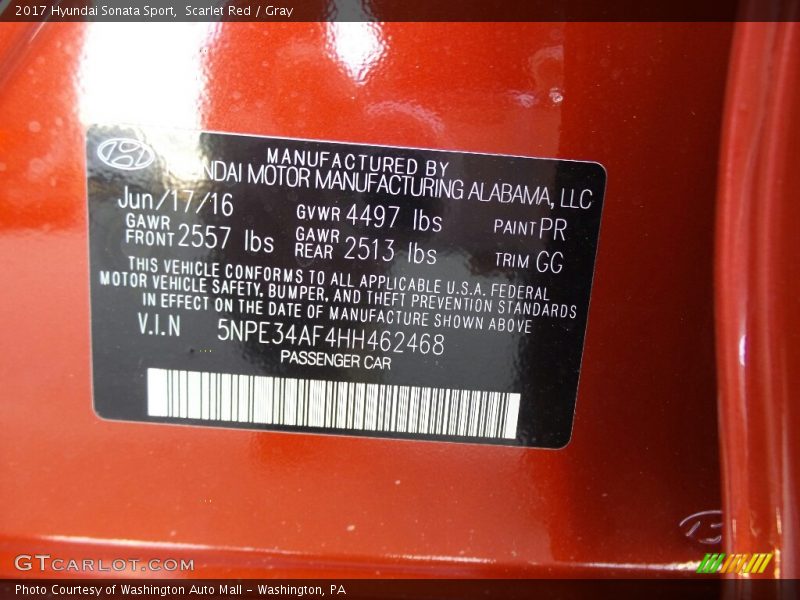 2017 Hyundai Sonata Sport,  Scarlet Red / Gray
MANUFACTURED BY
HYUNDAI MOTOR MANUFACTURING ALABAMA, LLC
Jun/17/16
GAWR FRONT 2557 lbs
GVWR 4497 lbs
GAWR REAR 2513 lbs
PAINT PR
TRIM GG
THIS VEHICLE CONFORMS TO ALL APPLICABLE U.S.A. FEDERAL
MOTOR VEHICLE SAFETY, BUMPER, AND THEFT PREVENTION STANDARDS
IN EFFECT ON THE DATE OF MANUFACTURE SHOWN ABOVE
V.I.N 5NPE34AF4HH462468
PASSENGER CAR
GTCARLOT.COM
Photo Courtesy of Washington Auto Mall - Washington, PA